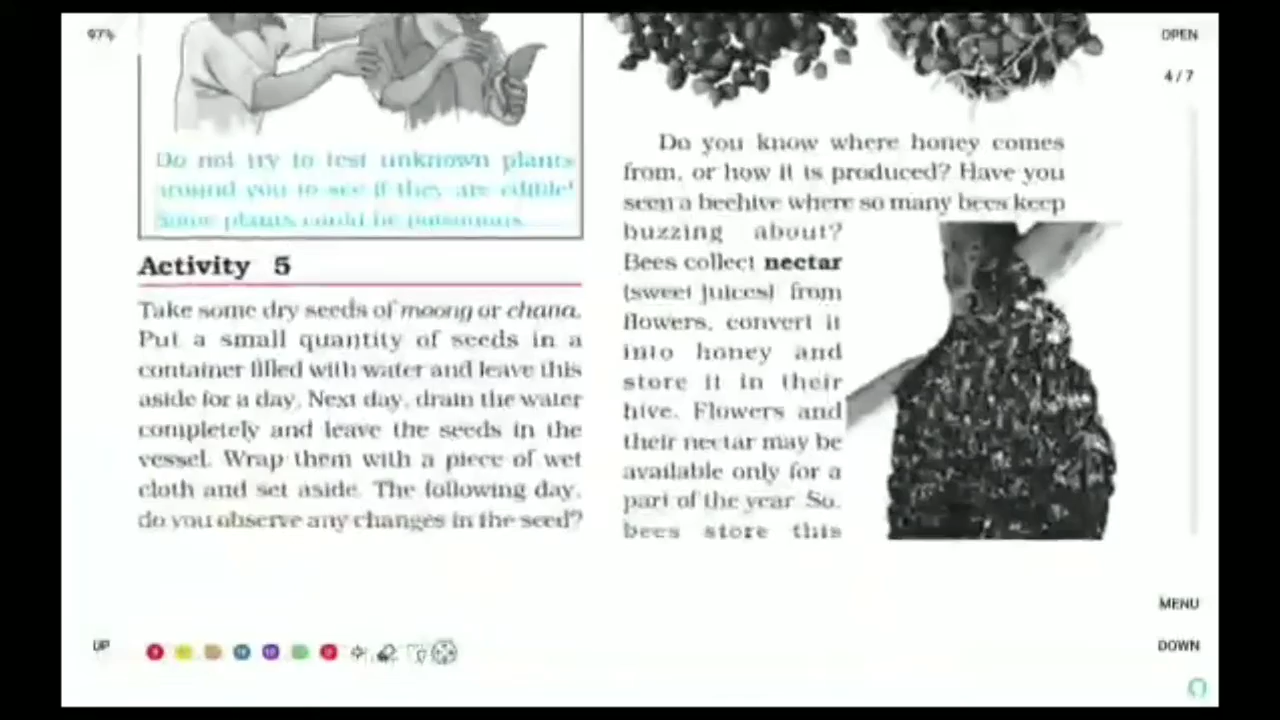 97%
OPEN
4 / 7
Do not try to test unknown plants
around you to see if they are edible!
Some plants could be poisonous.
Activity 5
Take some dry seeds of moong or chana.
Put a small quantity of seeds in a
container filled with water and leave this
aside for a day. Next day, drain the water
completely and leave the seeds in the
vessel. Wrap them with a piece of wet
cloth and set aside. The following day,
do you observe any changes in the seed?
Do you know where honey comes
from, or how it is produced? Have you
seen a beehive where so many bees keep
buzzing about?
Bees collect nectar
(sweet juices) from
flowers, convert it
into honey and
store it in their
hive. Flowers and
their nectar may be
available only for a
part of the year. So,
bees store this
MENU
UP
DOWN